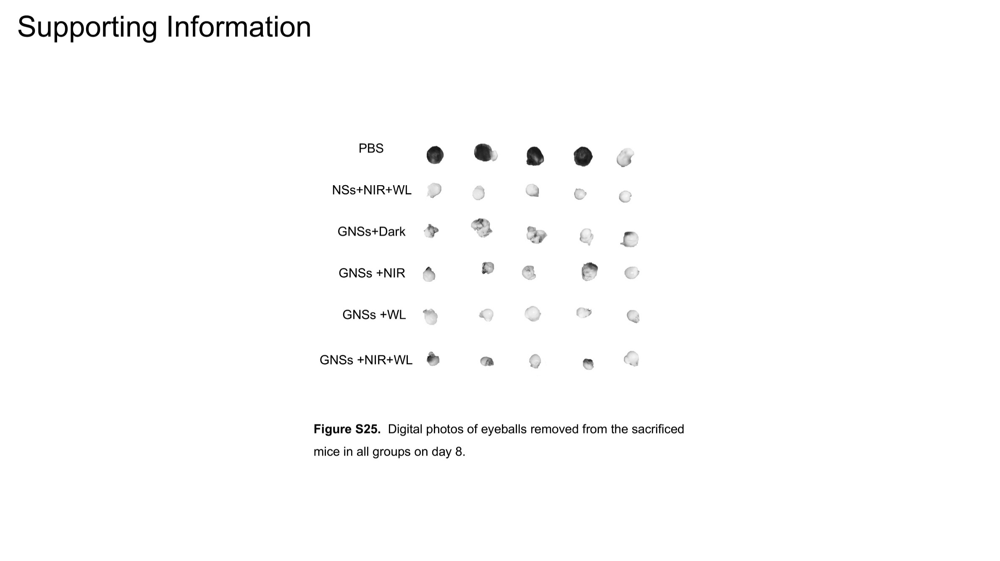 Supporting Information
PBS
NSs+NIR+WL
GNSs+Dark
GNSs +NIR
GNSs +WL
GNSs +NIR+WL
Figure S25.  Digital photos of eyeballs removed from the sacrificed
mice in all groups on day 8.